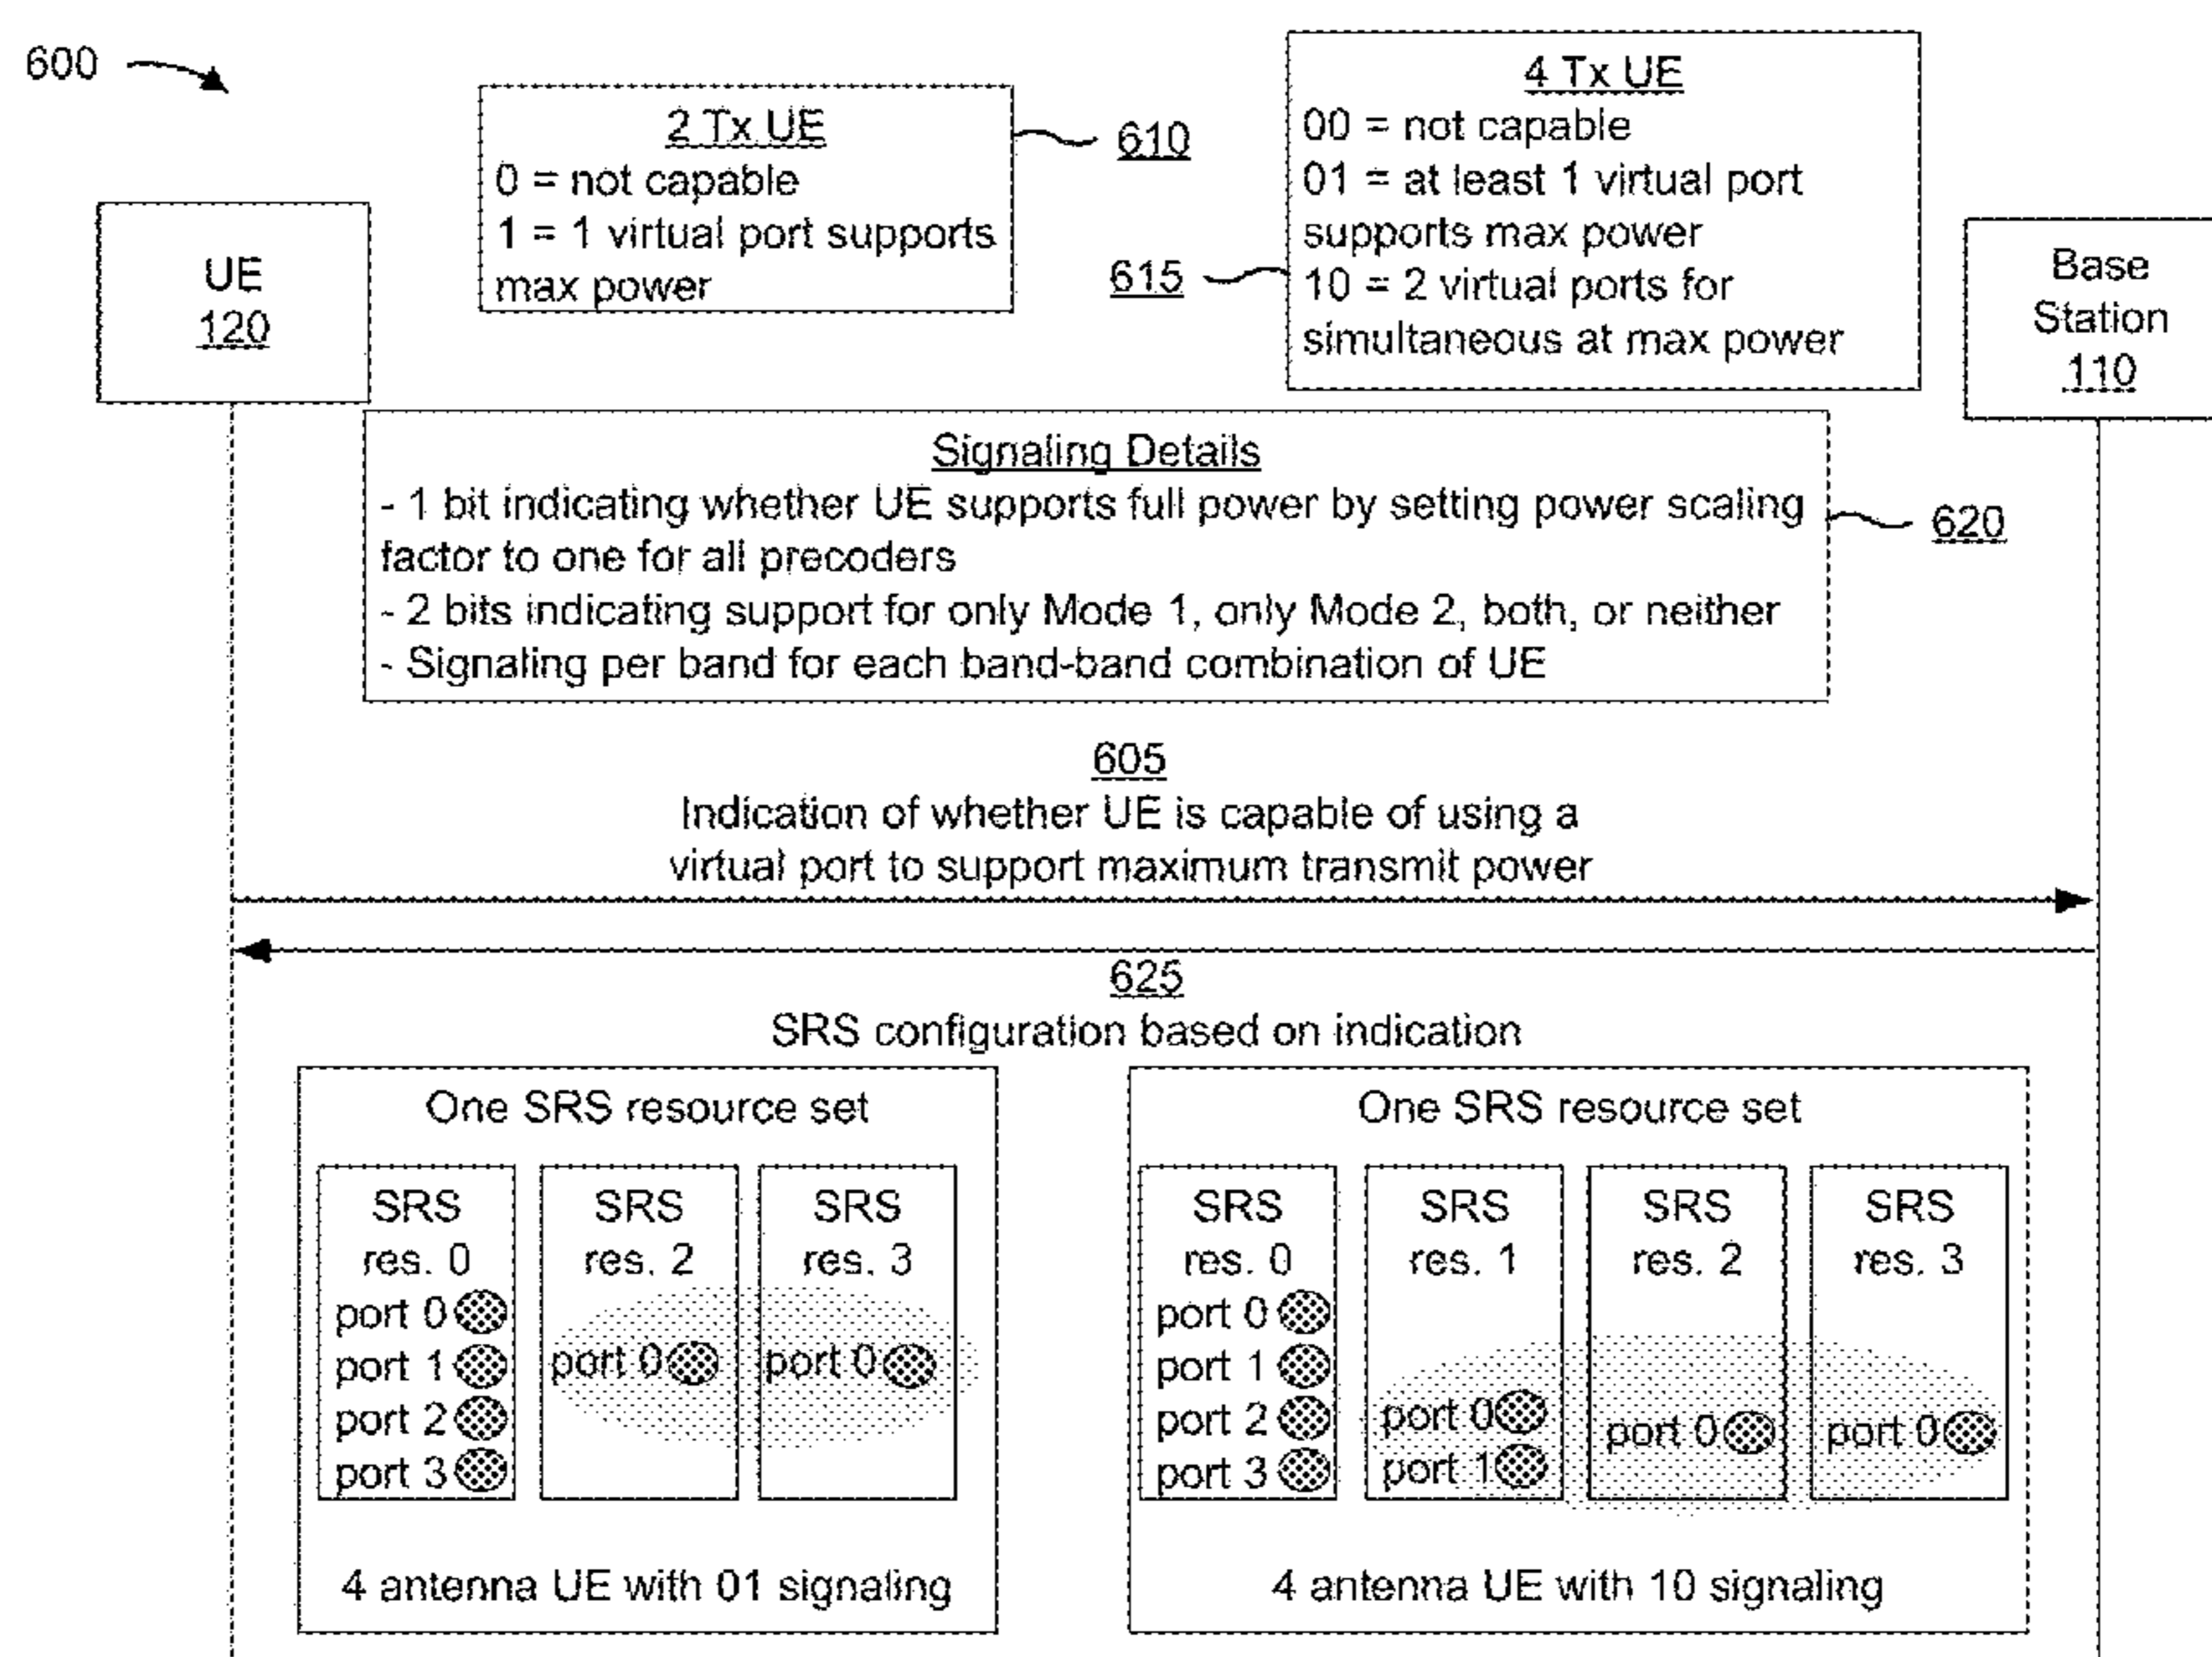 600
2 Tx UE
0 = not capable
1 = 1 virtual port supports
max power
610
4 Tx UE
00 = not capable
01 = at least 1 virtual port
supports max power
10 = 2 virtual ports for
simultaneous at max power
615
UE
120
Base
Station
110
Signaling Details
- 1 bit indicating whether UE supports full power by setting power scaling
factor to one for all precoders
- 2 bits indicating support for only Mode 1, only Mode 2, both, or neither
- Signaling per band for each band-band combination of UE
620
605
Indication of whether UE is capable of using a
virtual port to support maximum transmit power
625
SRS configuration based on indication
One SRS resource set
SRS
res. 0
port 0
port 1
port 2
port 3
SRS
res. 2
port 0
SRS
res. 3
port 0
4 antenna UE with 01 signaling
One SRS resource set
SRS
res. 0
port 0
port 1
port 2
port 3
SRS
res. 1
port 0
port 1
SRS
res. 2
port 0
SRS
res. 3
port 0
4 antenna UE with 10 signaling